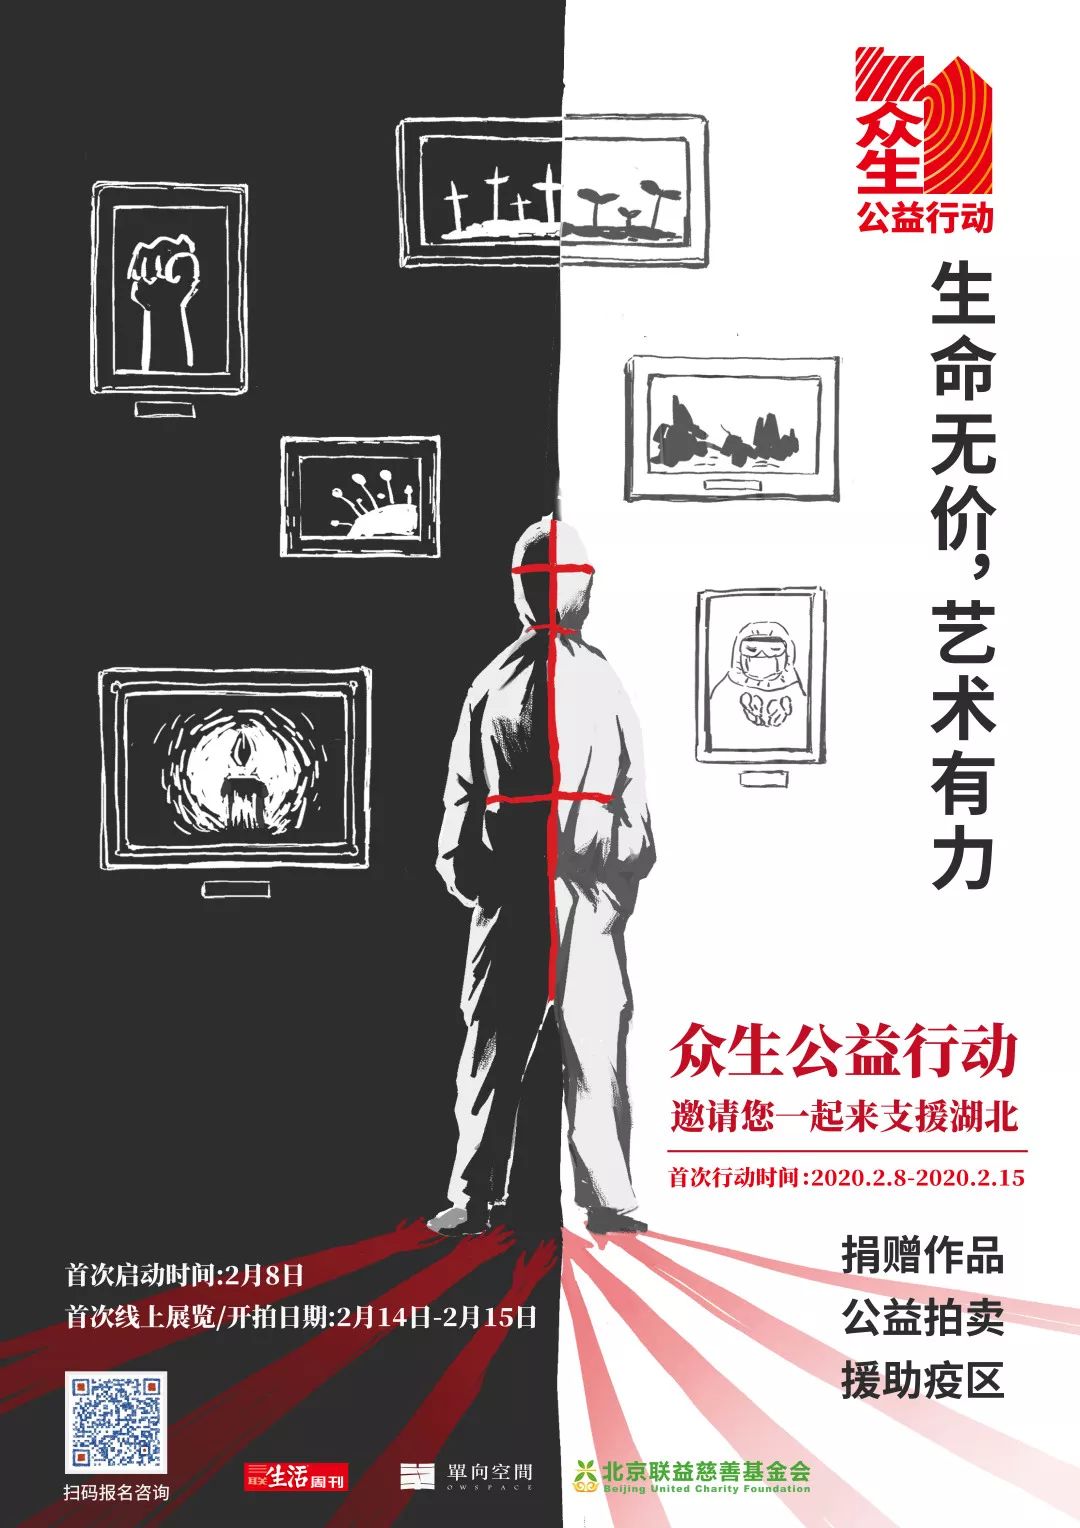 众
生
公益行动
生命无价，艺术有力
众生公益行动
邀请您一起来支援湖北
首次行动时间:2020.2.8-2020.2.15
捐赠作品
公益拍卖
援助疫区
首次启动时间:2月8日
首次线上展览/开拍日期:2月14日-2月15日
扫码报名咨询
三联生活周刊
單向空間
OWSPACE
北京联益慈善基金会
Beijing United Charity Foundation